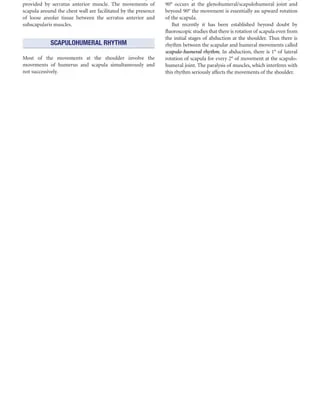 provided by serratus anterior muscle. The movements of
scapula around the chest wall are facilitated by the presence
of loose areolar tissue between the serratus anterior and
subscapularis muscles.
SCAPULOHUMERAL RHYTHM
Most of the movements at the shoulder involve the
movements of humerus and scapula simultaneously and
not successively.
90° occurs at the glenohumeral/scapulohumeral joint and
beyond 90° the movement is essentially an upward rotation
of the scapula.
But recently it has been established beyond doubt by
fluoroscopic studies that there is rotation of scapula even from
the initial stages of abduction at the shoulder. Thus there is
rhythm between the scapular and humeral movements called
scapulo-humeral rhythm. In abduction, there is 1° of lateral
rotation of scapula for every 2° of movement at the scapulo-
humeral joint. The paralysis of muscles, which interferes with
this rhythm seriously affects the movements of the shoulder.